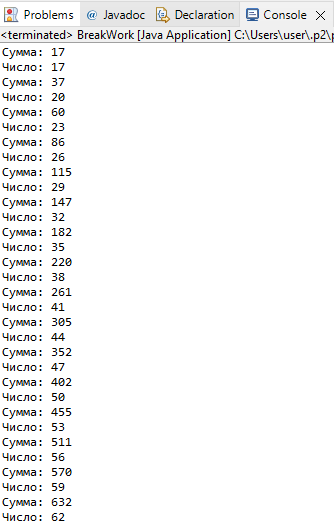 Problems @ Javadoc Declaration Console
<terminated> BreakWork [Java Application] C:\Users\user\.p2\p
Сумма: 17
Число: 17
Сумма: 37
Число: 20
Сумма: 60
Число: 23
Сумма: 86
Число: 26
Сумма: 115
Число: 29
Сумма: 147
Число: 32
Сумма: 182
Число: 35
Сумма: 220
Число: 38
Сумма: 261
Число: 41
Сумма: 305
Число: 44
Сумма: 352
Число: 47
Сумма: 402
Число: 50
Сумма: 455
Число: 53
Сумма: 511
Число: 56
Сумма: 570
Число: 59
Сумма: 632
Число: 62